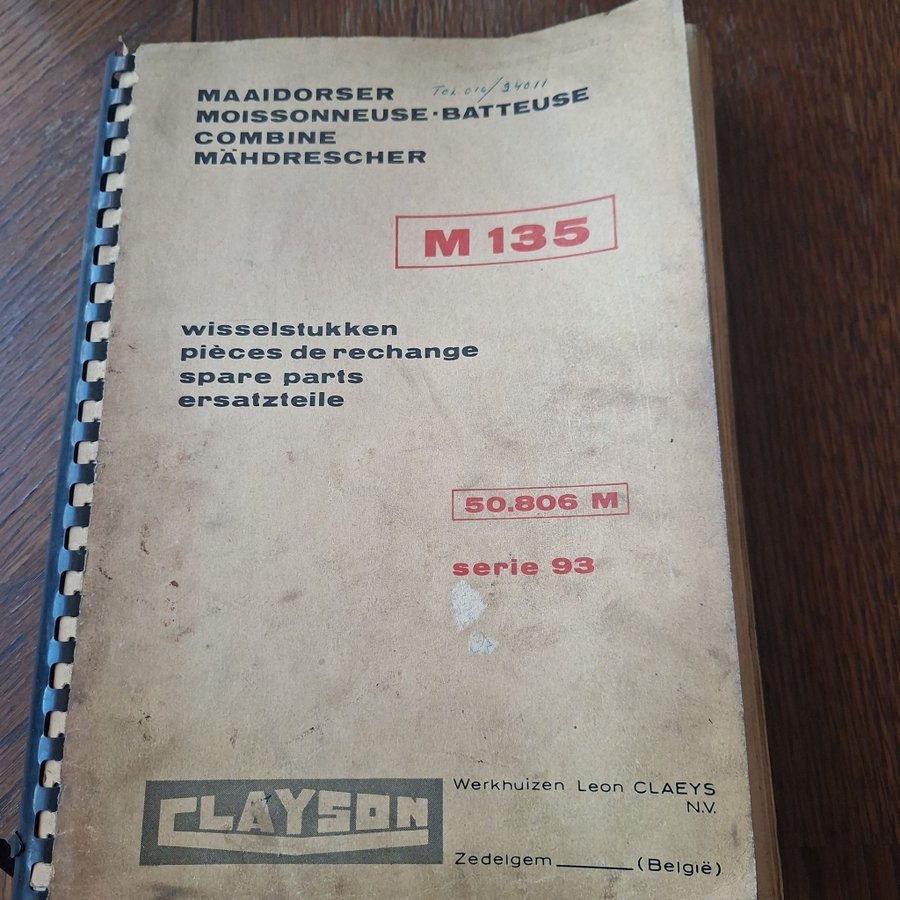 MAAIDORSER
Tel 016/34011
MOISSONNEUSE·BATTEUSE
COMBINE
MÄHDRESCHER
M 135
wisselstukken
pièces de rechange
spare parts
ersatzteile
50.806 M
serie 93
CLAYSON
Werkhuizen Leon CLAEYS
N.V.
Zedelgem ______ (België)